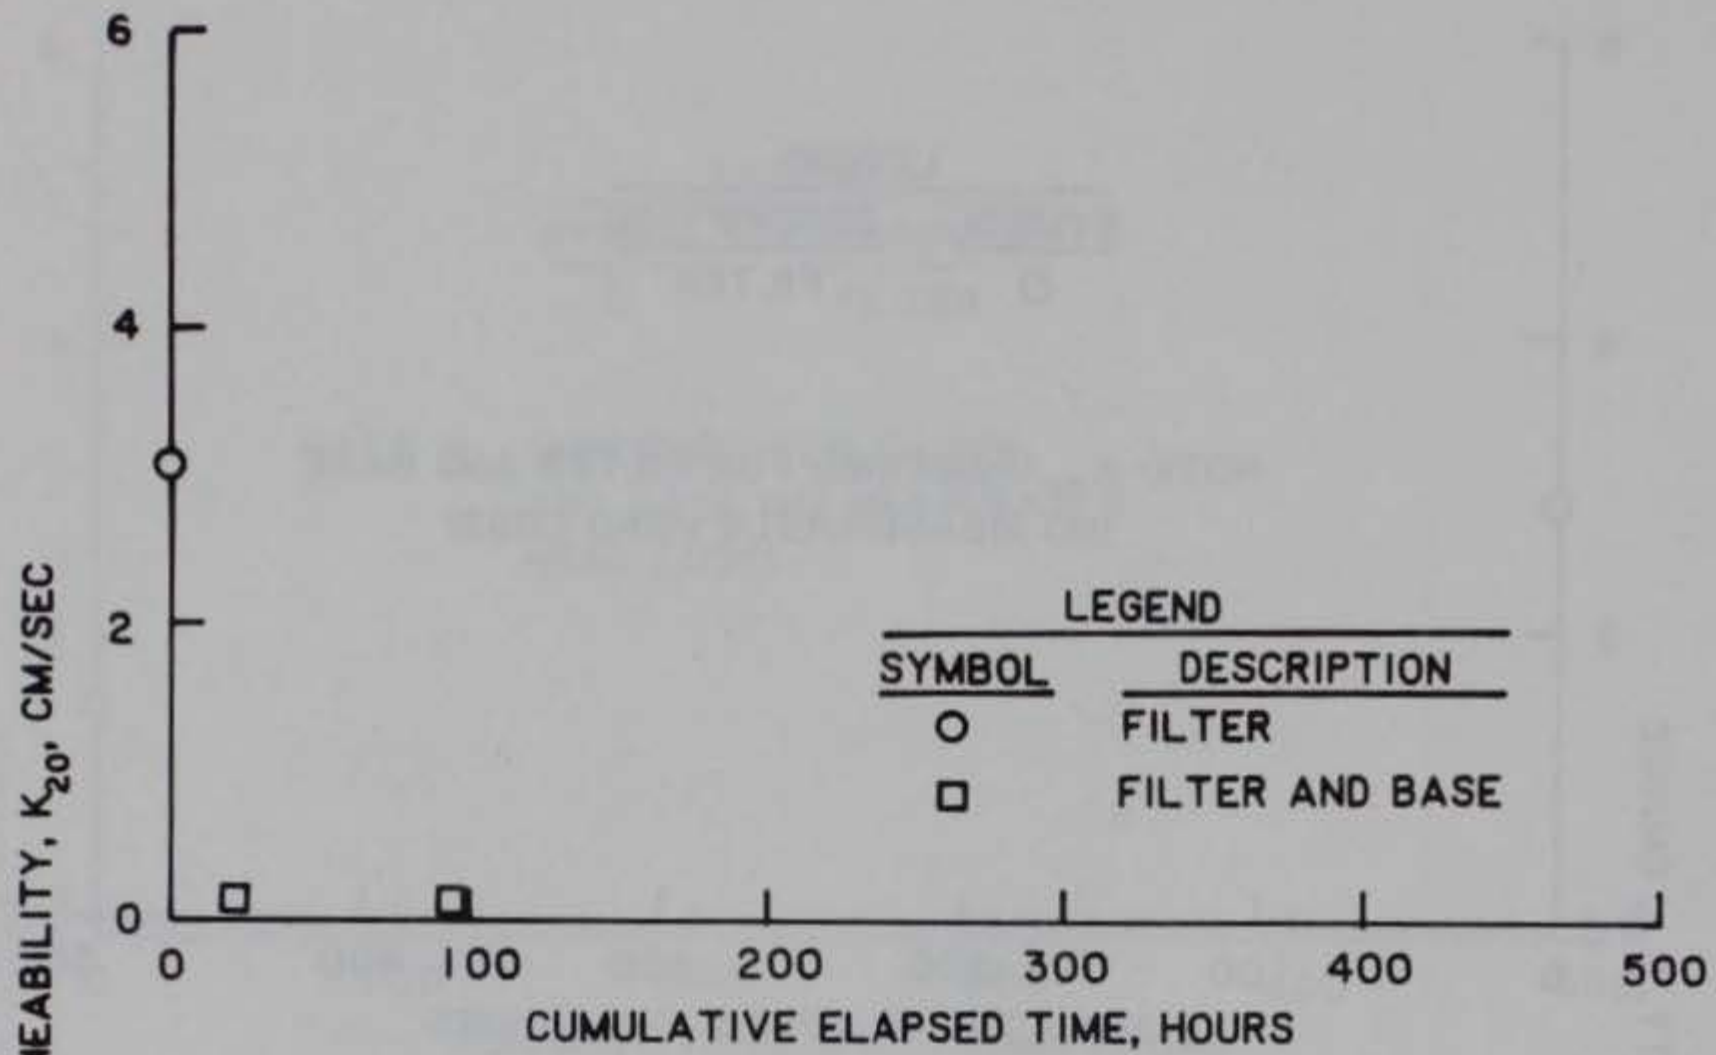 6
4
2
0
0 100 200 300 400 500
CUMULATIVE ELAPSED TIME, HOURS
K₂₀, CM/SEC
LEGEND
SYMBOL DESCRIPTION
FILTER
FILTER AND BASE